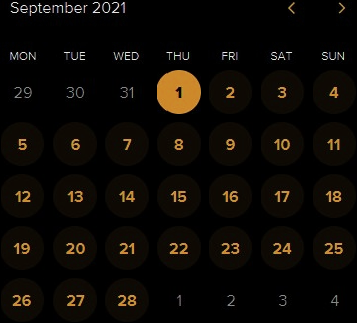 September 2021
MON TUE WED THU FRI SAT SUN
29 30 31 1 2 3 4
5 6 7 8 9 10 11
12 13 14 15 16 17 18
19 20 21 22 23 24 25
26 27 28 1 2 3 4